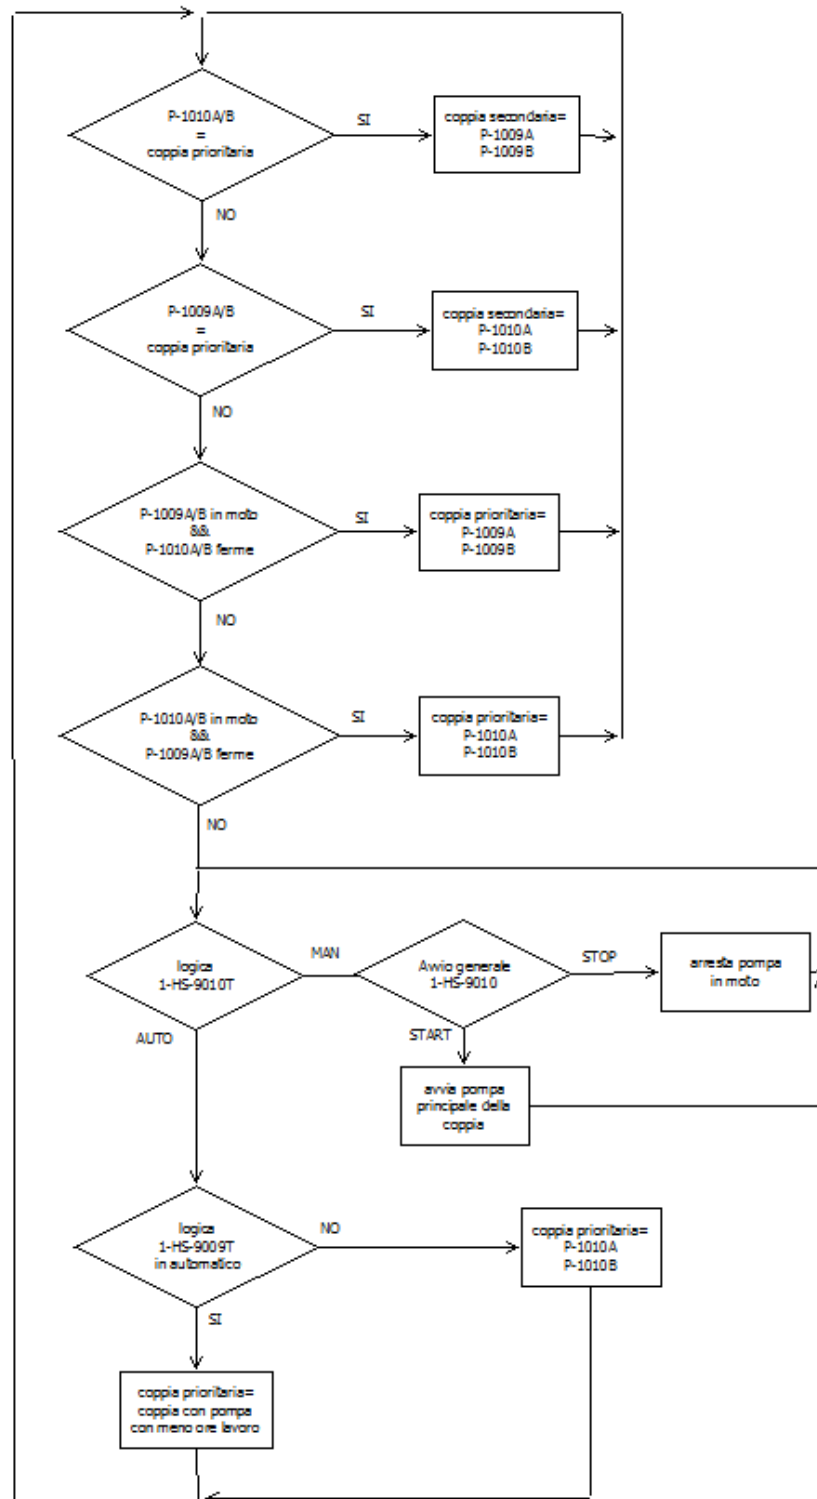 P-1010A/B
=
coppia prioritaria
SI
coppia secondaria=
P-1009A
P-1009B
NO
P-1009A/B
=
coppia prioritaria
SI
coppia secondaria=
P-1010A
P-1010B
NO
P-1009A/B in moto
&&
P-1010A/B ferme
SI
coppia prioritaria=
P-1009A
P-1009B
NO
P-1010A/B in moto
&&
P-1009A/B ferme
SI
coppia prioritaria=
P-1010A
P-1010B
NO
logica
1-HS-9010T
MAN
Avvio generale
1-HS-9010
STOP
arresta pompa
in moto
AUTO
START
avvia pompa
principale della
coppia
logica
1-HS-9009T
in automatico
NO
coppia prioritaria=
P-1010A
P-1010B
SI
coppia prioritaria=
coppia con pompa
con meno ore lavoro